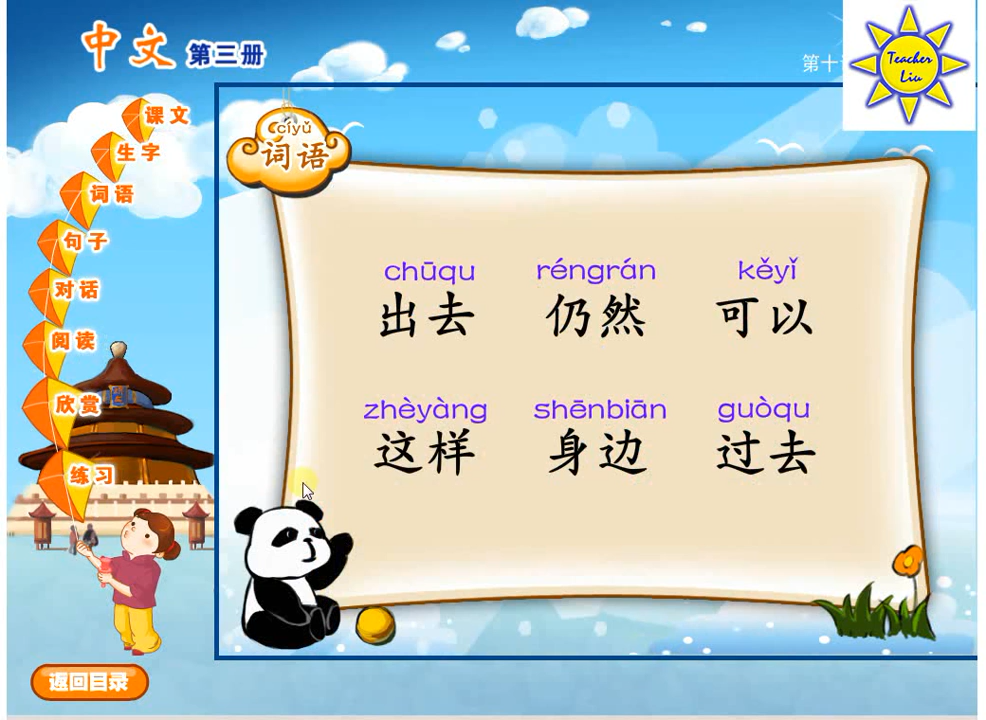 中文 第三册
第十
Teacher
Liu
课文
生字
词语
句子
对话
阅读
欣赏
练习
返回目录
cíyǔ
词语
chūqu réngrán kěyǐ
出去 仍然 可以
zhèyàng shēnbiān guòqu
这样 身边 过去